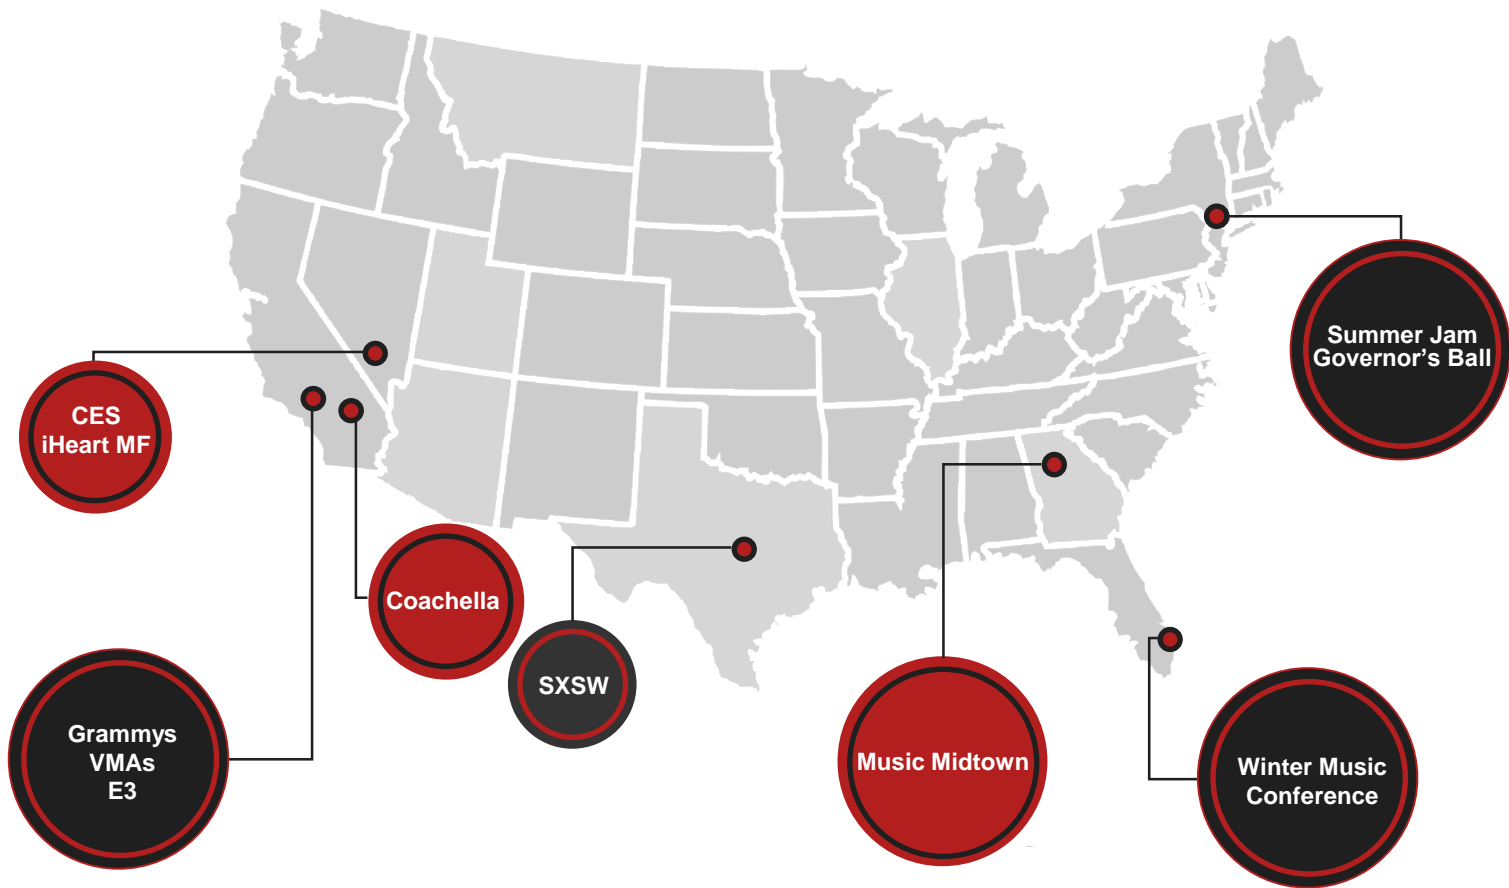 Summer Jam
Governor's Ball
CES
iHeart MF
Coachella
SXSW
Grammys
VMAs
E3
Music Midtown
Winter Music
Conference